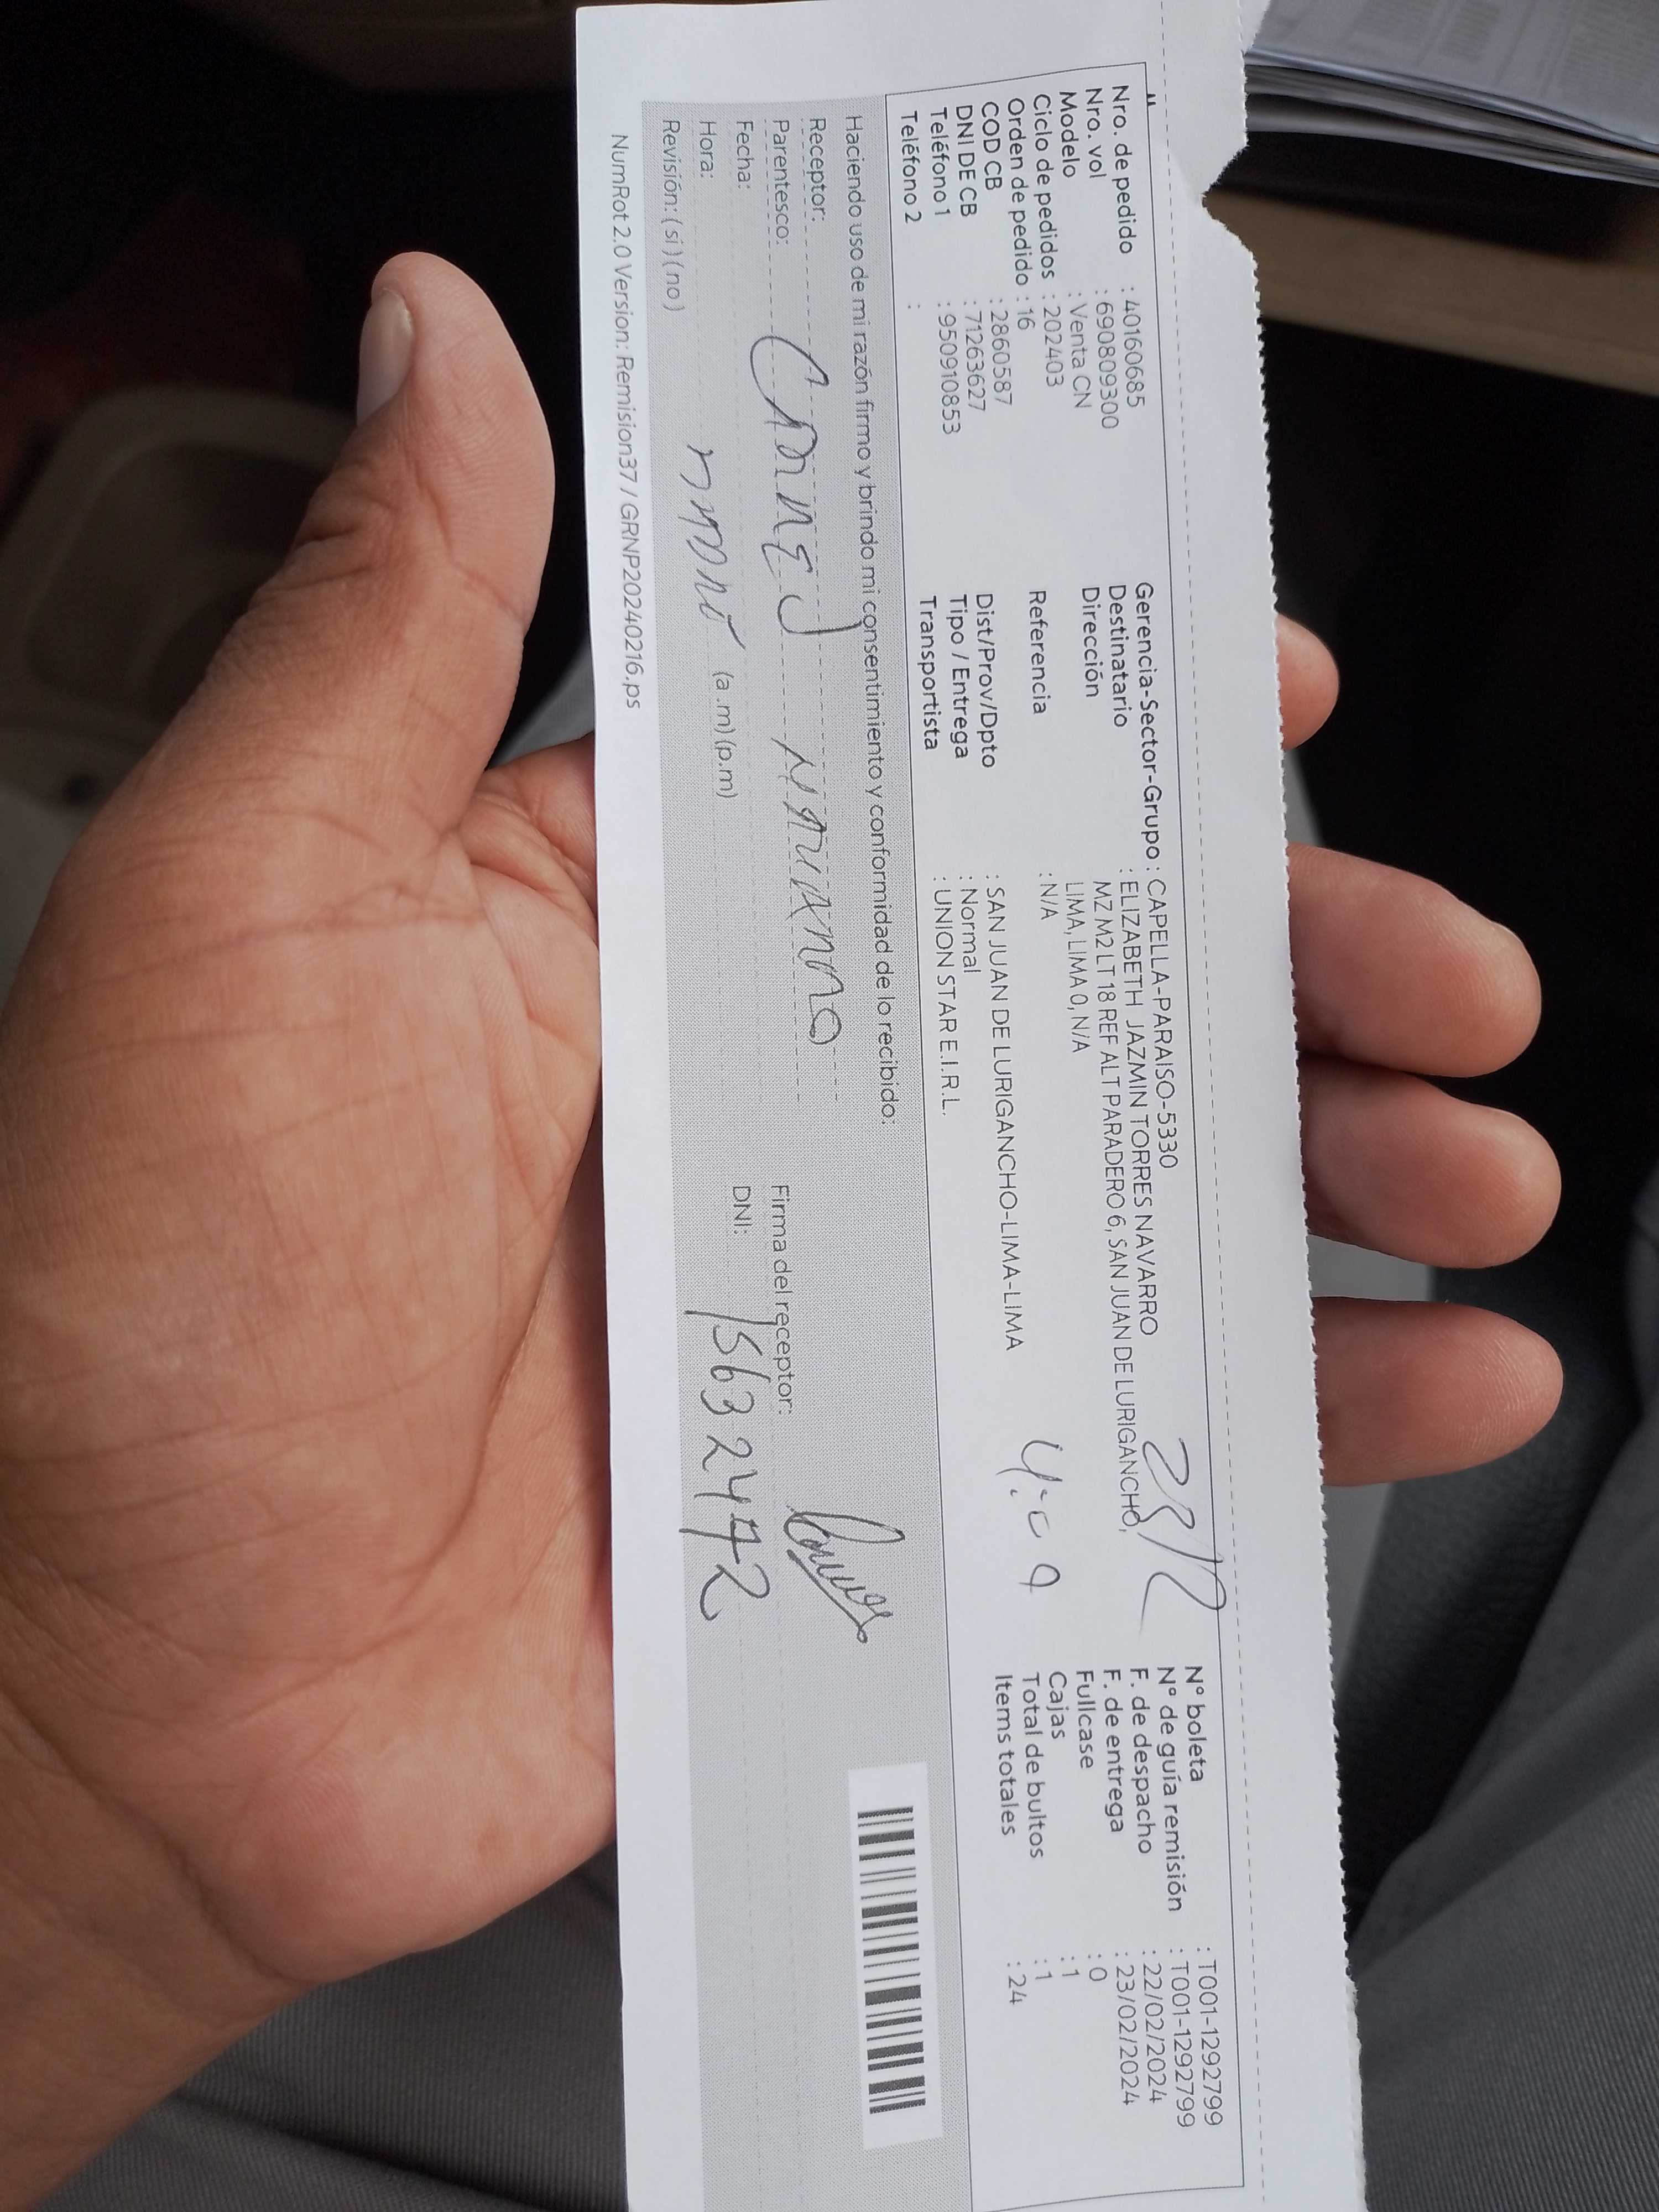 Nro. de pedido : 40160685
Nro. vol : 6908093​00
Modelo : Venta CN
Ciclo de pedidos : 202403
Orden de pedido : 16
COD CB : 2860587
DNI DE CB : 71263627
Teléfono 1 : 950910853
Teléfono 2 :
Gerencia-Sector-Grupo : CAPELLA-PARAISO-5330
Destinatario : ELIZABETH JAZMIN TORRES NAVARRO
Dirección MZ M2 LT 18 REF ALT PARADERO 6, SAN JUAN DE LURIGANCHO,
LIMA, LIMA 0, N/A
Referencia : N/A
Dist/Prov/Dpto : SAN JUAN DE LURIGANCHO-LIMA-LIMA
Tipo / Entrega : Normal
Transportista : UNION STAR E.I.R.L.
N° boleta : T001-1292799
N° de guía remisión : T001-1292799
F. de despacho : 22/02/2024
F. de entrega : 23/02/2024
Fullcase : 0
Cajas : 1
Total de bultos : 1
Items totales : 24
Haciendo uso de mi razón firmo y brindo mi consentimiento y conformidad de lo recibido:
Receptor:
Parentesco:
Fecha:
Hora: (a.m) (p.m)
Revisión: ( si ) ( no )
Firma del receptor:
DNI: 15632472
NumRot 2.0 Version: Remision37 / GRNP20240216.ps